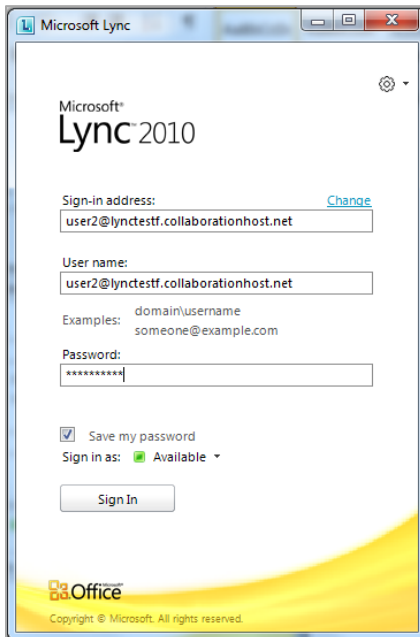 Microsoft Lync
Microsoft®
Lync™ 2010
Sign-in address: Change
user2@lynctestf.collaborationhost.net
User name:
user2@lynctestf.collaborationhost.net
Examples: domain\username
someone@example.com
Password:
**********
Save my password
Sign in as: Available
Sign In
Microsoft®
Office
Copyright © Microsoft. All rights reserved.